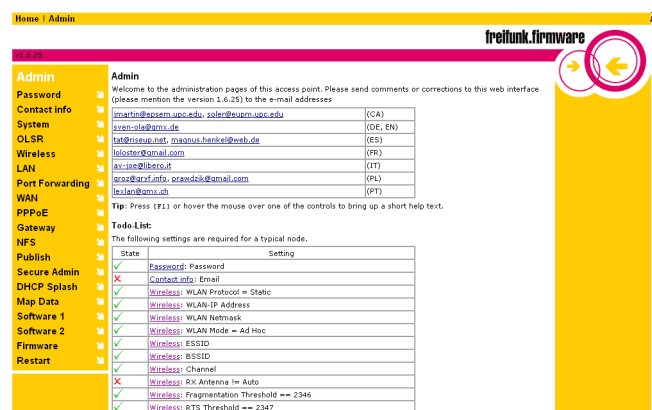 Home | Admin
freifunk.firmware
v1.6.25
Admin
Password
Contact info
System
OLSR
Wireless
LAN
Port Forwarding
WAN
PPPoE
Gateway
NFS
Publish
Secure Admin
DHCP Splash
Map Data
Software 1
Software 2
Firmware
Restart
Admin
Welcome to the administration pages of this access point. Please send comments or corrections to this web interface
(please mention the version 1.6.25) to the e-mail addresses
jmartin@epsem.upc.edu, soler@eupm.upc.edu (CA)
sven-ola@gmx.de (DE, EN)
tat@riseup.net, magnus.henkel@web.de (ES)
loloster@gmail.com (FR)
av-joe@libero.it (IT)
groz@gryf.info, prawdzik@gmail.com (PL)
lexlan@gmx.ch (PT)
Tip: Press [F1] or hover the mouse over one of the controls to bring up a short help text.
Todo-List:
The following settings are required for a typical node.
State Setting
Password: Password
Contact info: Email
Wireless: WLAN Protocol = Static
Wireless: WLAN-IP Address
Wireless: WLAN Netmask
Wireless: WLAN Mode = Ad Hoc
Wireless: ESSID
Wireless: BSSID
Wireless: Channel
Wireless: RX Antenna != Auto
Wireless: Fragmentation Threshold == 2346
Wireless: RTS Threshold == 2347